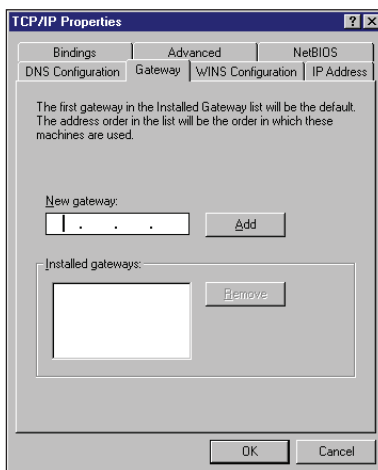 TCP/IP Properties
Bindings Advanced NetBIOS
DNS Configuration Gateway WINS Configuration IP Address
The first gateway in the Installed Gateway list will be the default.
The address order in the list will be the order in which these
machines are used.
New gateway:
. . .
Add
Installed gateways:
Remove
OK Cancel